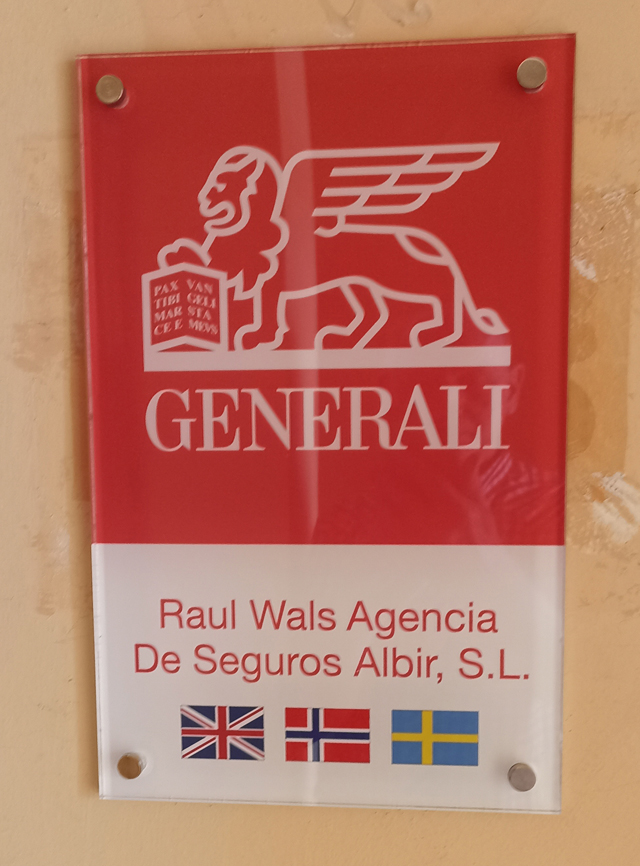 PAX VAN
TIBI GELI
MAR STA
CE E MEVS
GENERALI
Raul Wals Agencia
De Seguros Albir, S.L.